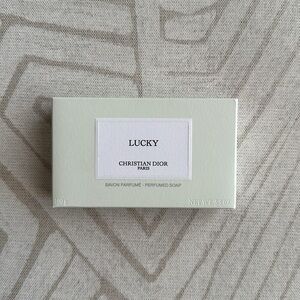 LUCKY
CHRISTIAN DIOR
PARIS
SAVON PARFUMÉ - PERFUMED SOAP